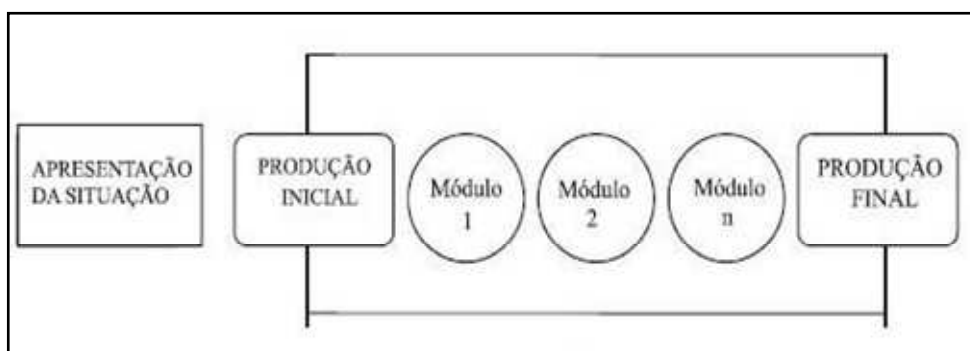 APRESENTAÇÃO
DA SITUAÇÃO
PRODUÇÃO
INICIAL
Módulo
1
Módulo
2
Módulo
n
PRODUÇÃO
FINAL